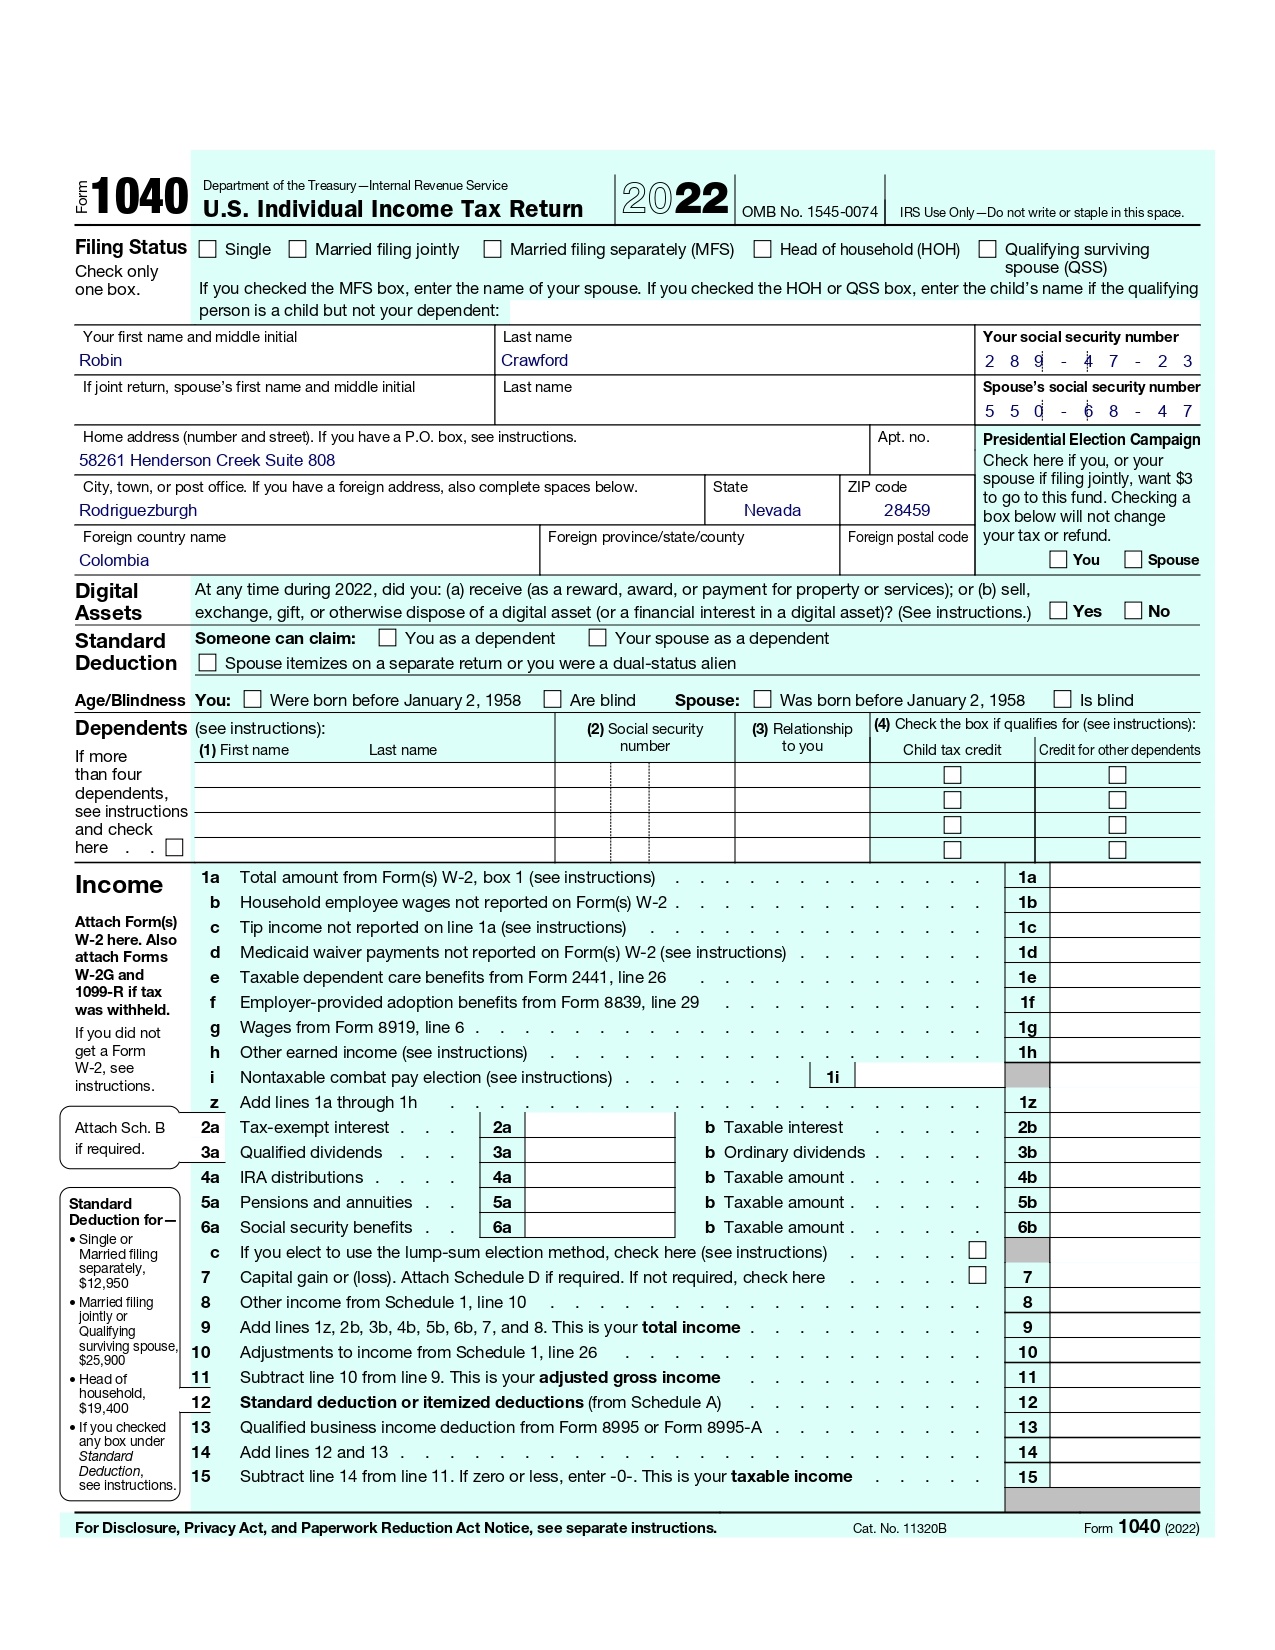 Form 1040 Department of the Treasury—Internal Revenue Service
U.S. Individual Income Tax Return 2022 OMB No. 1545-0074 IRS Use Only—Do not write or staple in this space.
Filing Status
Check only
one box.
Single Married filing jointly Married filing separately (MFS) Head of household (HOH) Qualifying surviving
spouse (QSS)
If you checked the MFS box, enter the name of your spouse. If you checked the HOH or QSS box, enter the child's name if the qualifying
person is a child but not your dependent:
Your first name and middle initial Last name Your social security number
Robin Crawford 289-47-23
If joint return, spouse's first name and middle initial Last name Spouse's social security number
550-68-47
Home address (number and street). If you have a P.O. box, see instructions. Apt. no.
58261 Henderson Creek Suite 808
City, town, or post office. If you have a foreign address, also complete spaces below. State ZIP code
Rodriguezburgh Nevada 28459
Foreign country name Foreign province/state/county Foreign postal code
Colombia
Presidential Election Campaign
Check here if you, or your
spouse if filing jointly, want $3
to go to this fund. Checking a
box below will not change
your tax or refund.
You Spouse
Digital
Assets
At any time during 2022, did you: (a) receive (as a reward, award, or payment for property or services); or (b) sell,
exchange, gift, or otherwise dispose of a digital asset (or a financial interest in a digital asset)? (See instructions.) Yes No
Standard
Deduction
Someone can claim: You as a dependent Your spouse as a dependent
Spouse itemizes on a separate return or you were a dual-status alien
Age/Blindness You: Were born before January 2, 1958 Are blind Spouse: Was born before January 2, 1958 Is blind
Dependents (see instructions):
If more
than four
dependents,
see instructions
and check
here . .
(1) First name Last name
(2) Social security
number
(3) Relationship
to you
(4) Check the box if qualifies for (see instructions):
Child tax credit Credit for other dependents
Income
Attach Form(s)
W-2 here. Also
attach Forms
W-2G and
1099-R if tax
was withheld.
If you did not
get a Form
W-2, see
instructions.
1a Total amount from Form(s) W-2, box 1 (see instructions) 1a
b Household employee wages not reported on Form(s) W-2 1b
c Tip income not reported on line 1a (see instructions) 1c
d Medicaid waiver payments not reported on Form(s) W-2 (see instructions) 1d
e Taxable dependent care benefits from Form 2441, line 26 1e
f Employer-provided adoption benefits from Form 8839, line 29 1f
g Wages from Form 8919, line 6 1g
h Other earned income (see instructions) 1h
i Nontaxable combat pay election (see instructions) 1i
z Add lines 1a through 1h 1z
Attach Sch. B
if required.
2a Tax-exempt interest 2a b Taxable interest 2b
3a Qualified dividends 3a b Ordinary dividends 3b
4a IRA distributions 4a b Taxable amount 4b
5a Pensions and annuities 5a b Taxable amount 5b
6a Social security benefits 6a b Taxable amount 6b
c If you elect to use the lump-sum election method, check here (see instructions)
7 Capital gain or (loss). Attach Schedule D if required. If not required, check here 7
8 Other income from Schedule 1, line 10 8
9 Add lines 1z, 2b, 3b, 4b, 5b, 6b, 7, and 8. This is your total income 9
10 Adjustments to income from Schedule 1, line 26 10
11 Subtract line 10 from line 9. This is your adjusted gross income 11
12 Standard deduction or itemized deductions (from Schedule A) 12
13 Qualified business income deduction from Form 8995 or Form 8995-A 13
14 Add lines 12 and 13 14
15 Subtract line 14 from line 11. If zero or less, enter -0-. This is your taxable income 15
Standard
Deduction for—
• Single or
Married filing
separately,
$12,950
• Married filing
jointly or
Qualifying
surviving spouse,
$25,900
• Head of
household,
$19,400
• If you checked
any box under
Standard
Deduction,
see instructions.
For Disclosure, Privacy Act, and Paperwork Reduction Act Notice, see separate instructions. Cat. No. 11320B Form 1040 (2022)